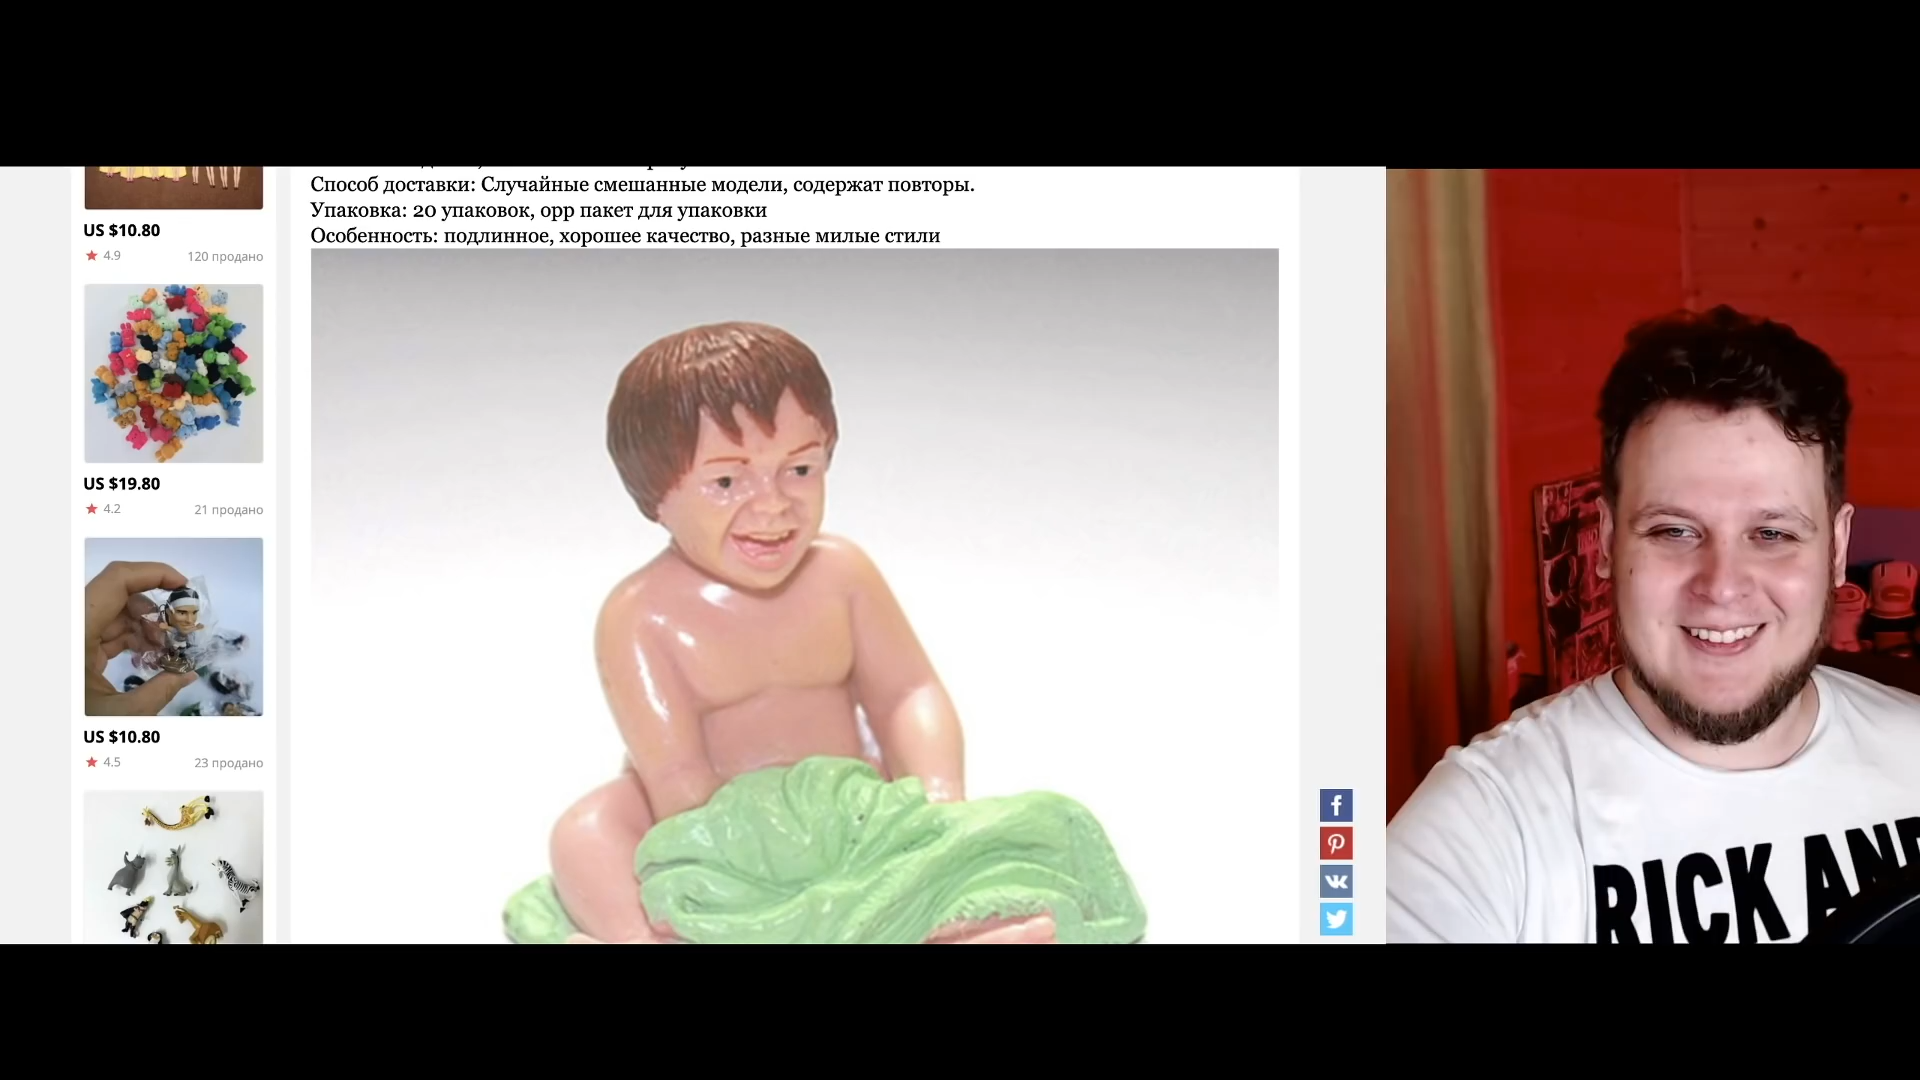 Способ доставки: Случайные смешанные модели, содержат повторы.
Упаковка: 20 упаковок, opp пакет для упаковки
Особенность: подлинное, хорошее качество, разные милые стили
US $10.80
4.9 120 продано
US $19.80
4.2 21 продано
US $10.80
4.5 23 продано
RICK AND